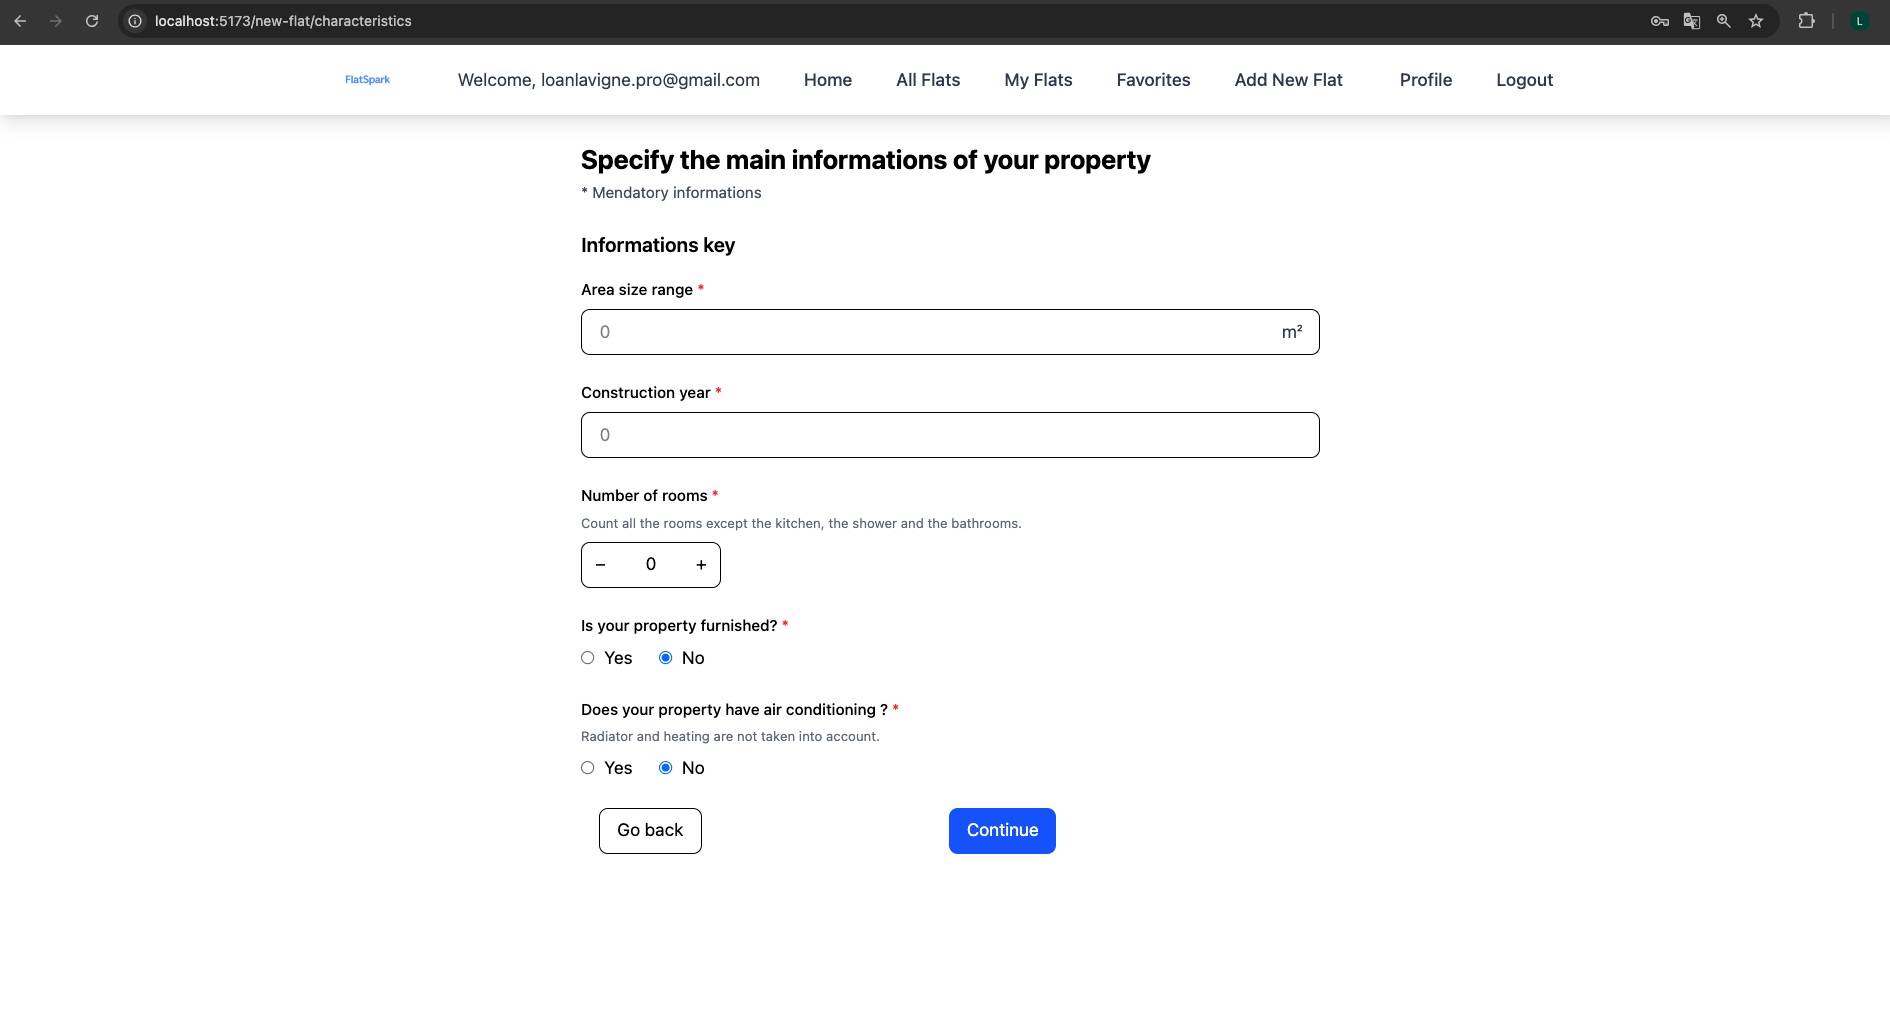 localhost:5173/new-flat/characteristics
L
FlatSpark Welcome, loanlavigne.pro@gmail.com Home All Flats My Flats Favorites Add New Flat Profile Logout
Specify the main informations of your property
* Mendatory informations
Informations key
Area size range *
0 m²
Construction year *
0
Number of rooms *
Count all the rooms except the kitchen, the shower and the bathrooms.
− 0 +
Is your property furnished? *
Yes No
Does your property have air conditioning ? *
Radiator and heating are not taken into account.
Yes No
Go back Continue